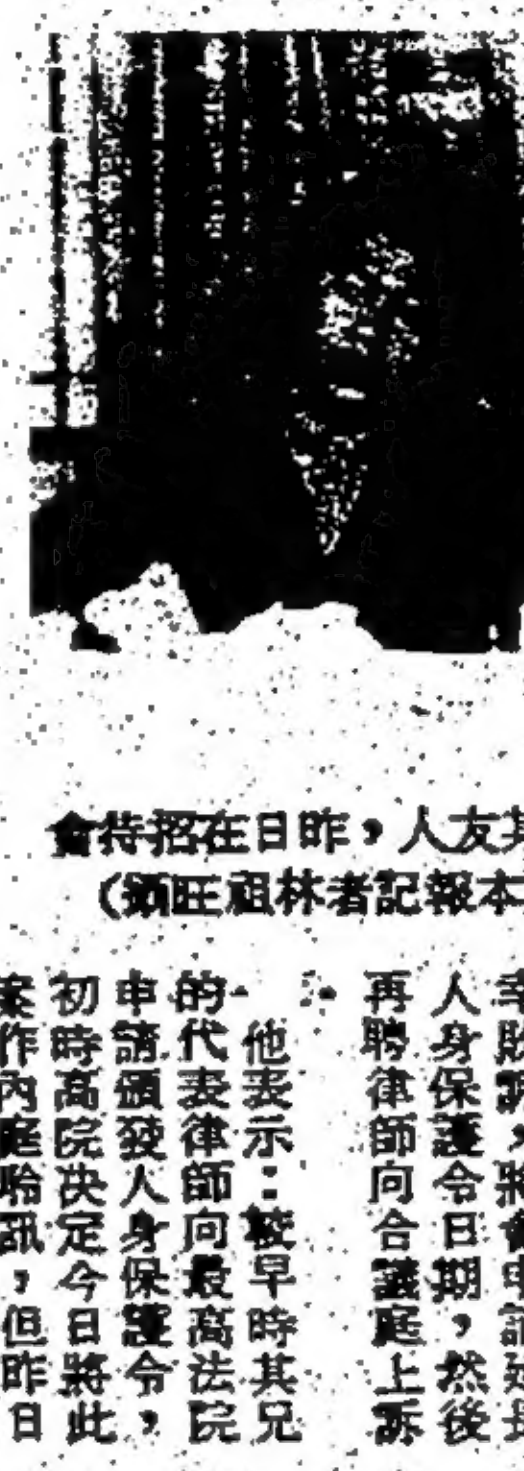 其友人，昨日在招待會
本報記者林祖旺
幸敗訴，將會申請延長
人身保護令日期，然後
再聘律師向合議庭上訴
他表示：較早時其兄
的代表律師向最高法院
申請頒發人身保護令，
初時高院决定今日將此
案作內庭聆訊，但昨日